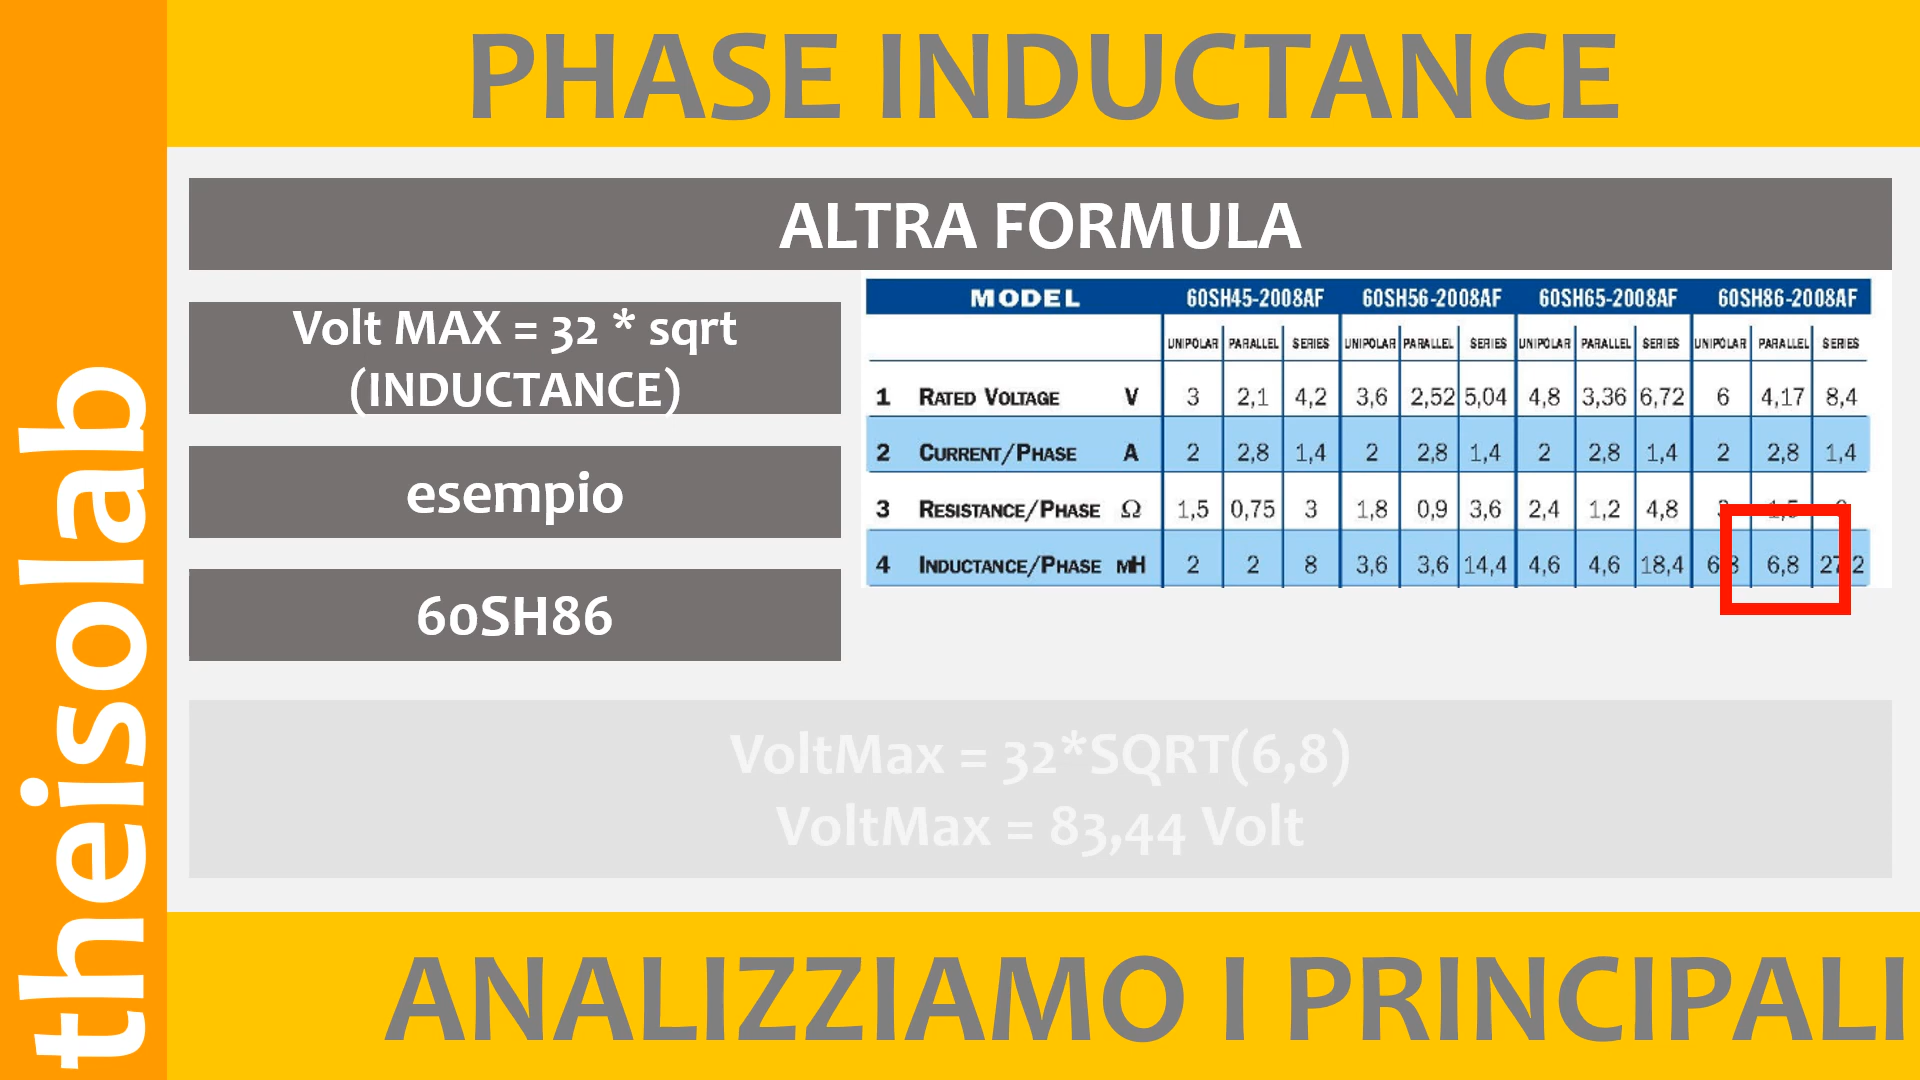 PHASE INDUCTANCE
ALTRA FORMULA
Volt MAX = 32 * sqrt
(INDUCTANCE)
esempio
60SH86
MODEL 60SH45-2008AF 60SH56-2008AF 60SH65-2008AF 60SH86-2008AF
UNIPOLAR PARALLEL SERIES UNIPOLAR PARALLEL SERIES UNIPOLAR PARALLEL SERIES UNIPOLAR PARALLEL SERIES
1 RATED VOLTAGE V 3 2,1 4,2 3,6 2,52 5,04 4,8 3,36 6,72 6 4,17 8,4
2 CURRENT/PHASE A 2 2,8 1,4 2 2,8 1,4 2 2,8 1,4 2 2,8 1,4
3 RESISTANCE/PHASE Ω 1,5 0,75 3 1,8 0,9 3,6 2,4 1,2 4,8
4 INDUCTANCE/PHASE MH 2 2 8 3,6 3,6 14,4 4,6 4,6 18,4 6,8 6,8 27,2
VoltMax = 32*SQRT(6,8)
VoltMax = 83,44 Volt
ANALIZZIAMO I PRINCIPALI
theisolab